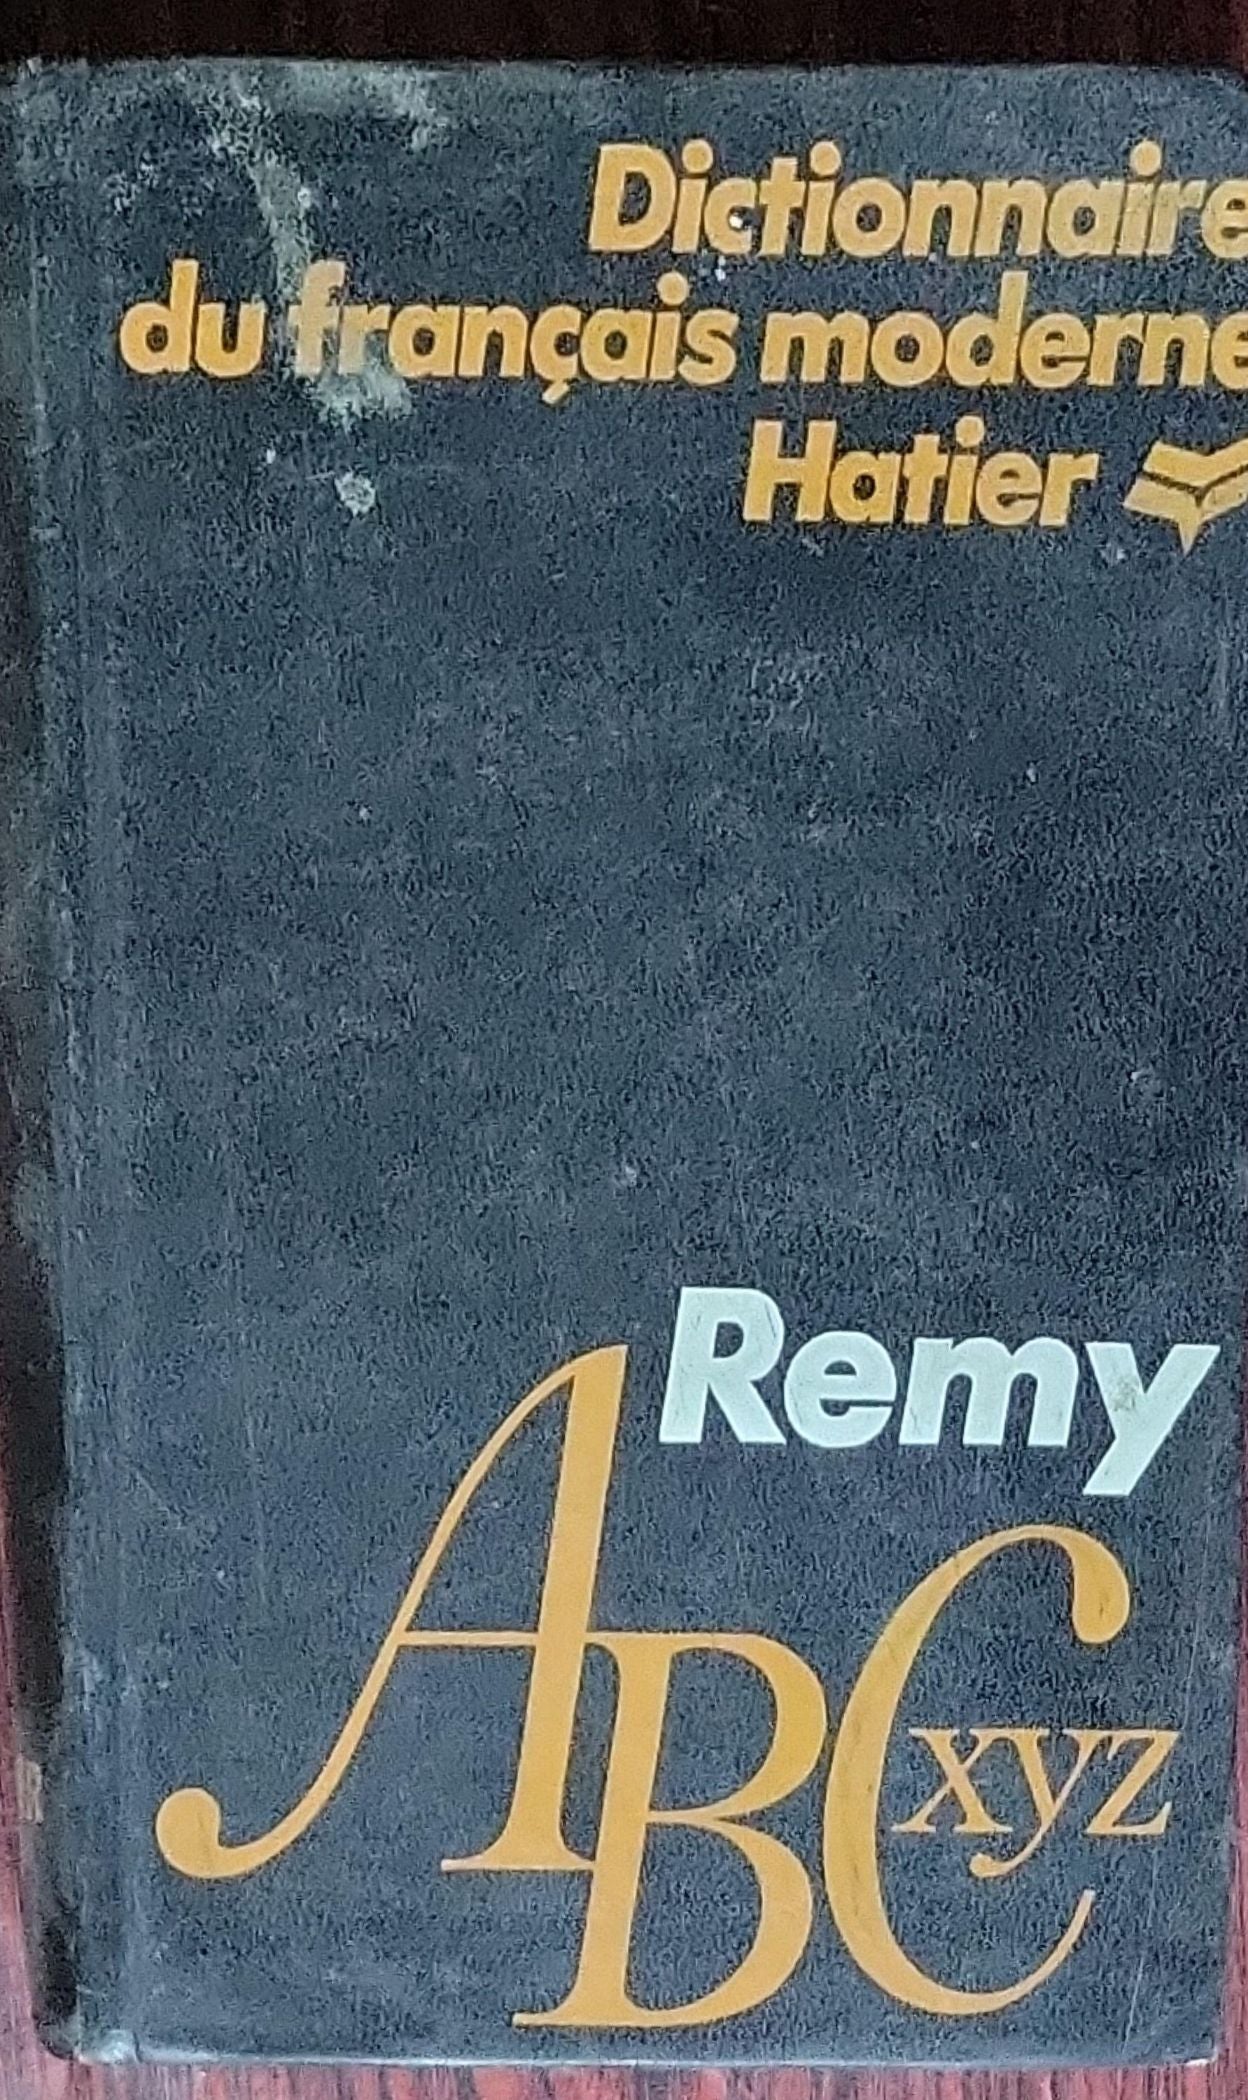 Dictionnaire
du français moderne
Hatier
Remy
ABC xyz